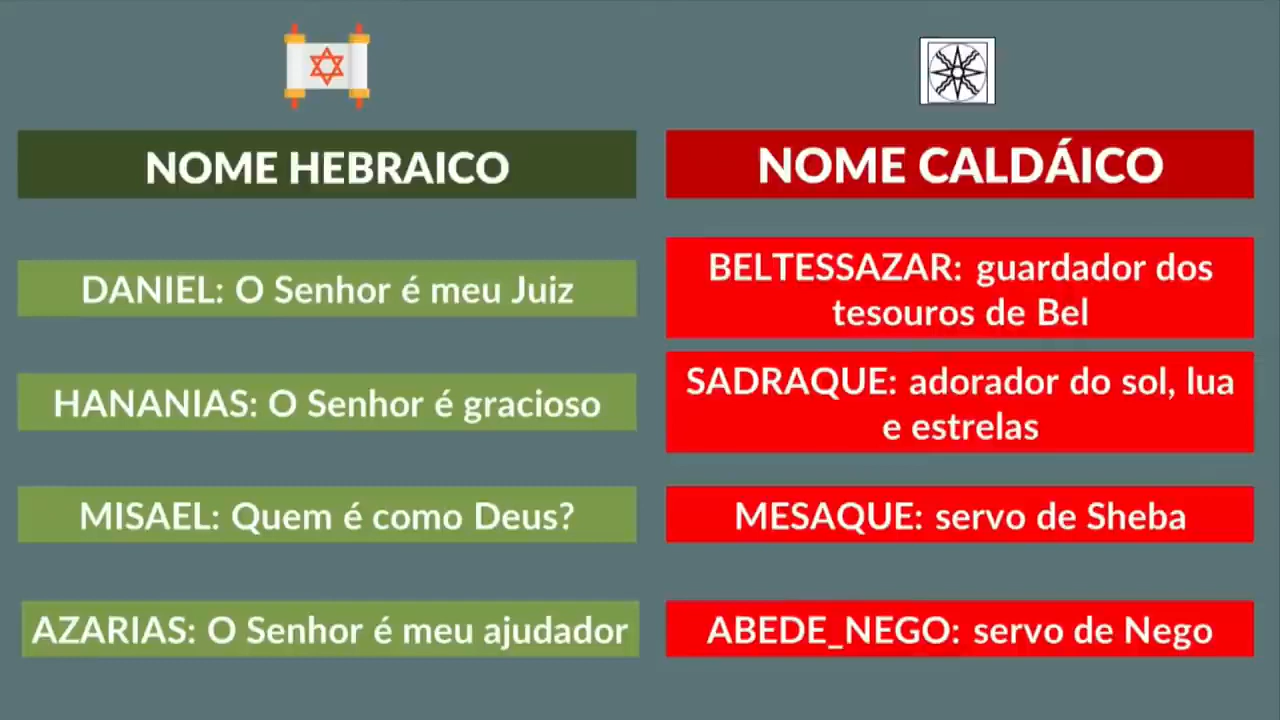 NOME HEBRAICO
NOME CALDÁICO
DANIEL: O Senhor é meu Juiz
BELTESSAZAR: guardador dos
tesouros de Bel
HANANIAS: O Senhor é gracioso
SADRAQUE: adorador do sol, lua
e estrelas
MISAEL: Quem é como Deus?
MESAQUE: servo de Sheba
AZARIAS: O Senhor é meu ajudador
ABEDE_NEGO: servo de Nego